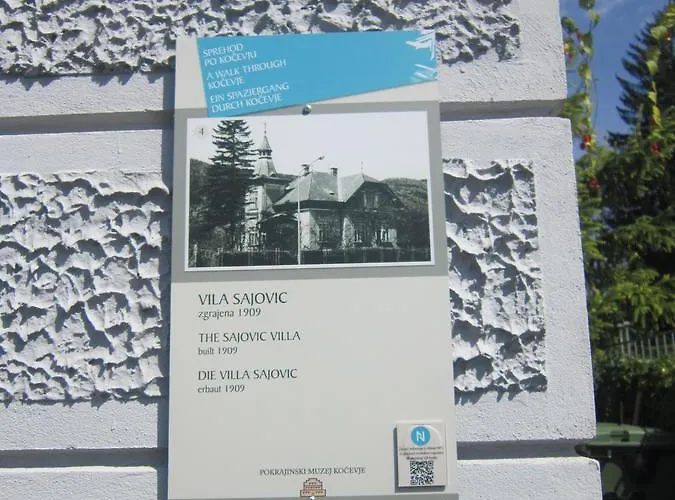 SPREHOD
PO KOČEVJU
A WALK THROUGH
KOČEVJE
EIN SPAZIERGANG
DURCH KOČEVJE
4
VILA SAJOVIC
zgrajena 1909
THE SAJOVIC VILLA
built 1909
DIE VILLA SAJOVIC
erbaut 1909
N
POKRAJINSKI MUZEJ KOČEVJE